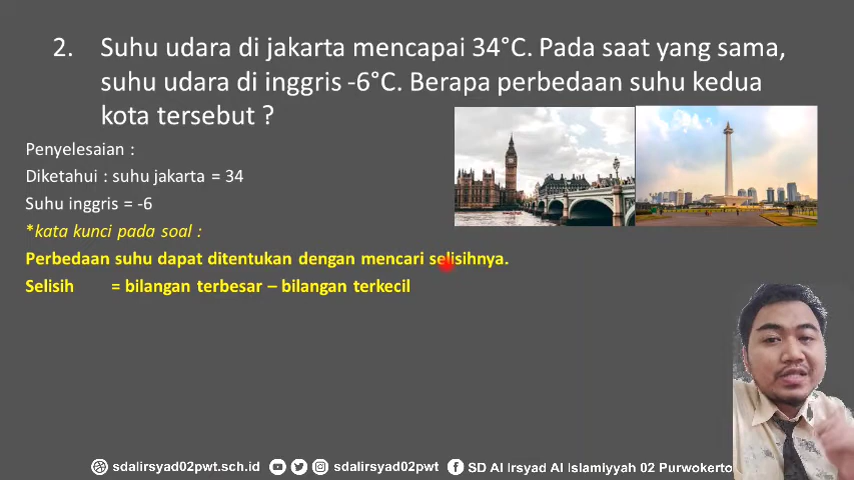 2. Suhu udara di jakarta mencapai 34°C. Pada saat yang sama,
suhu udara di inggris -6°C. Berapa perbedaan suhu kedua
kota tersebut ?
Penyelesaian :
Diketahui : suhu jakarta = 34
Suhu inggris = -6
*kata kunci pada soal :
Perbedaan suhu dapat ditentukan dengan mencari selisihnya.
Selisih = bilangan terbesar – bilangan terkecil
sdalirsyad02pwt.sch.id sdalirsyad02pwt SD Al Irsyad Al Islamiyyah 02 Purwokerto